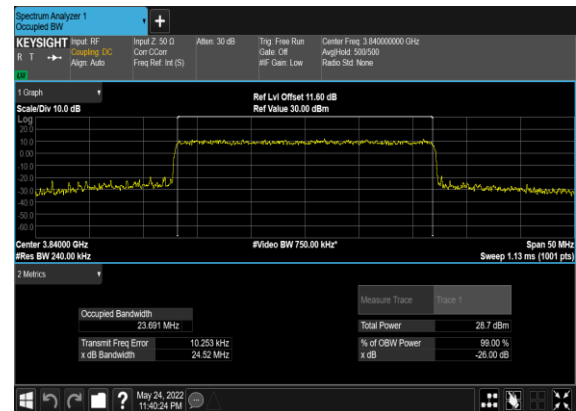 Spectrum Analyzer 1
Occupied BW
+
KEYSIGHT Input: RF Input Z: 50 Ω Atten: 30 dB Trig: Free Run Center Freq: 3.840000000 GHz
R T Coupling: DC Corr CCorr Gate: Off Avg|Hold: 500/500
Align: Auto Freq Ref: Int (S) #IF Gain: Low Radio Std: None
LXI
1 Graph
Ref Lvl Offset 11.60 dB
Scale/Div 10.0 dB Ref Value 30.00 dBm
Log
20.0
10.0
0.00
-10.0
-20.0
-30.0
-40.0
-50.0
-60.0
Center 3.84000 GHz #Video BW 750.00 kHz* Span 50 MHz
#Res BW 240.00 kHz Sweep 1.13 ms (1001 pts)
2 Metrics
Measure Trace Trace 1
Occupied Bandwidth
23.691 MHz Total Power 28.7 dBm
Transmit Freq Error 10.253 kHz % of OBW Power 99.00 %
x dB Bandwidth 24.52 MHz x dB -26.00 dB
? May 24, 2022
11:40:24 PM